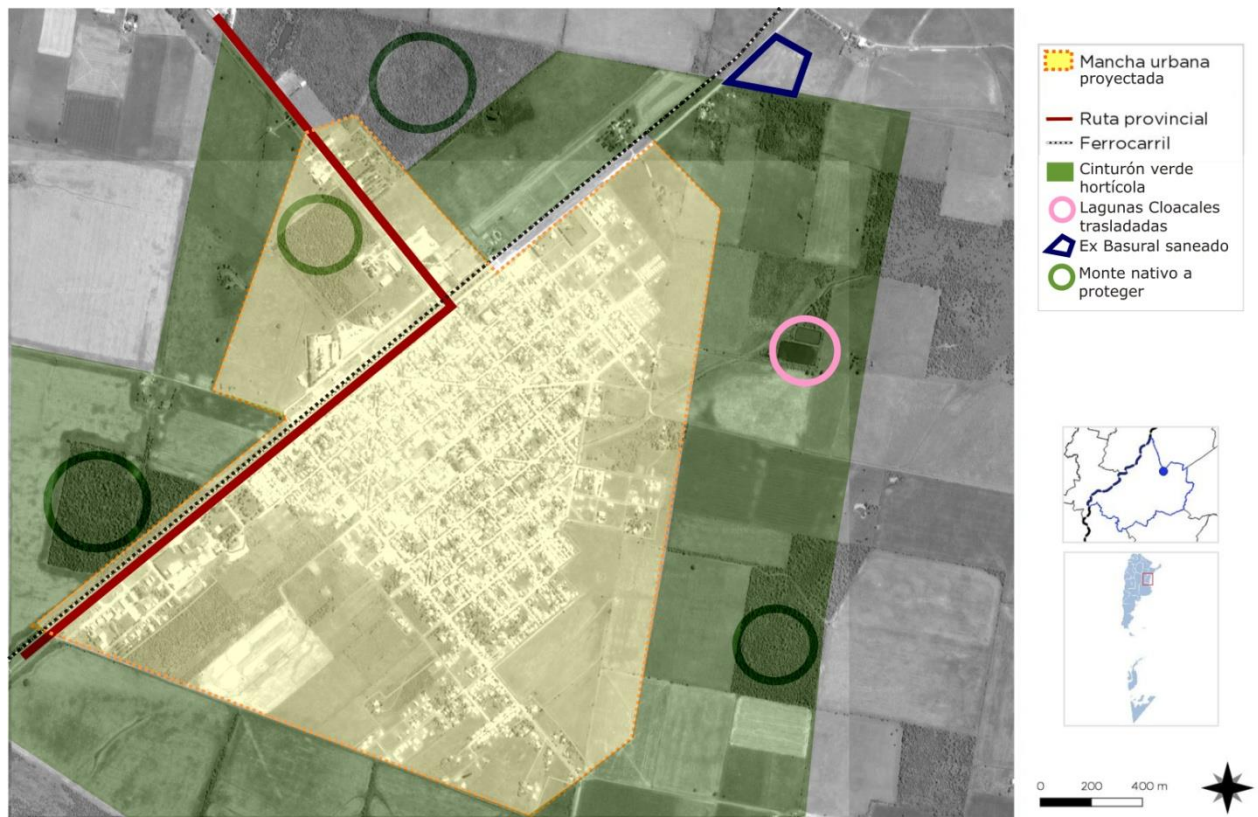 Mancha urbana
proyectada
Ruta provincial
Ferrocarril
Cinturón verde
hortícola
Lagunas Cloacales
trasladadas
Ex Basural saneado
Monte nativo a
proteger
0 200 400 m